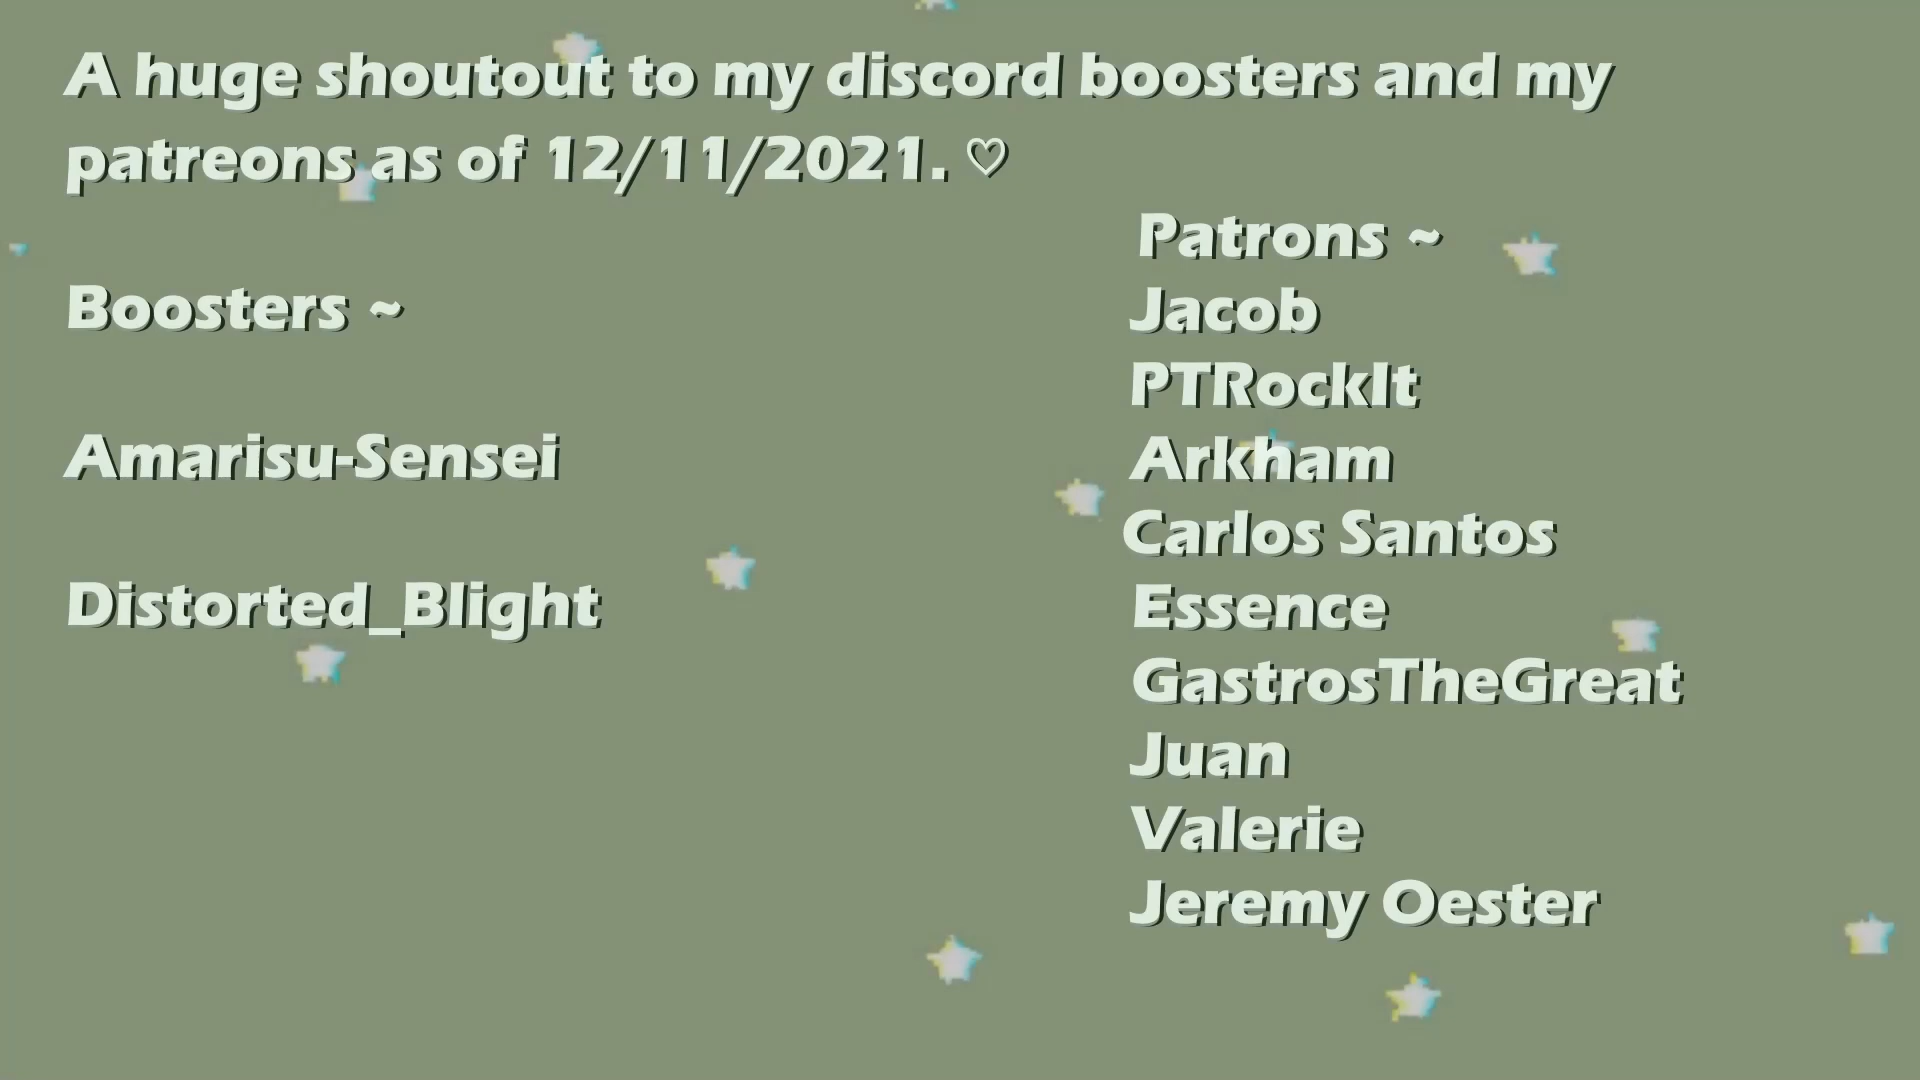 A huge shoutout to my discord boosters and my
patreons as of 12/11/2021. ♡
Boosters ~
Amarisu-Sensei
Distorted_Blight
Patrons ~
Jacob
PTRockIt
Arkham
Carlos Santos
Essence
GastrosTheGreat
Juan
Valerie
Jeremy Oester